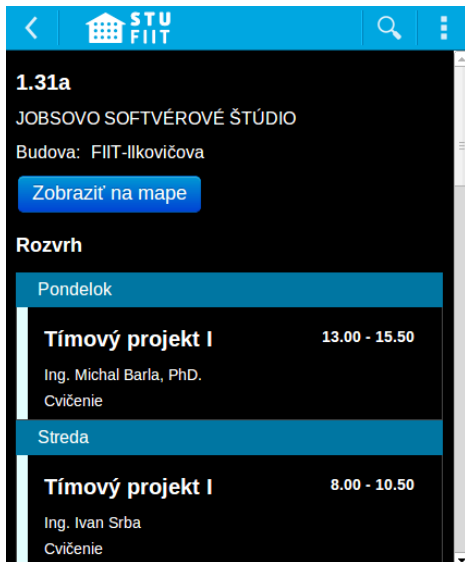 STU
FIIT
1.31a
JOBSOVO SOFTVÉROVÉ ŠTÚDIO
Budova: FIIT-Ilkovičova
Zobraziť na mape
Rozvrh
Pondelok
Tímový projekt I 13.00 - 15.50
Ing. Michal Barla, PhD.
Cvičenie
Streda
Tímový projekt I 8.00 - 10.50
Ing. Ivan Srba
Cvičenie